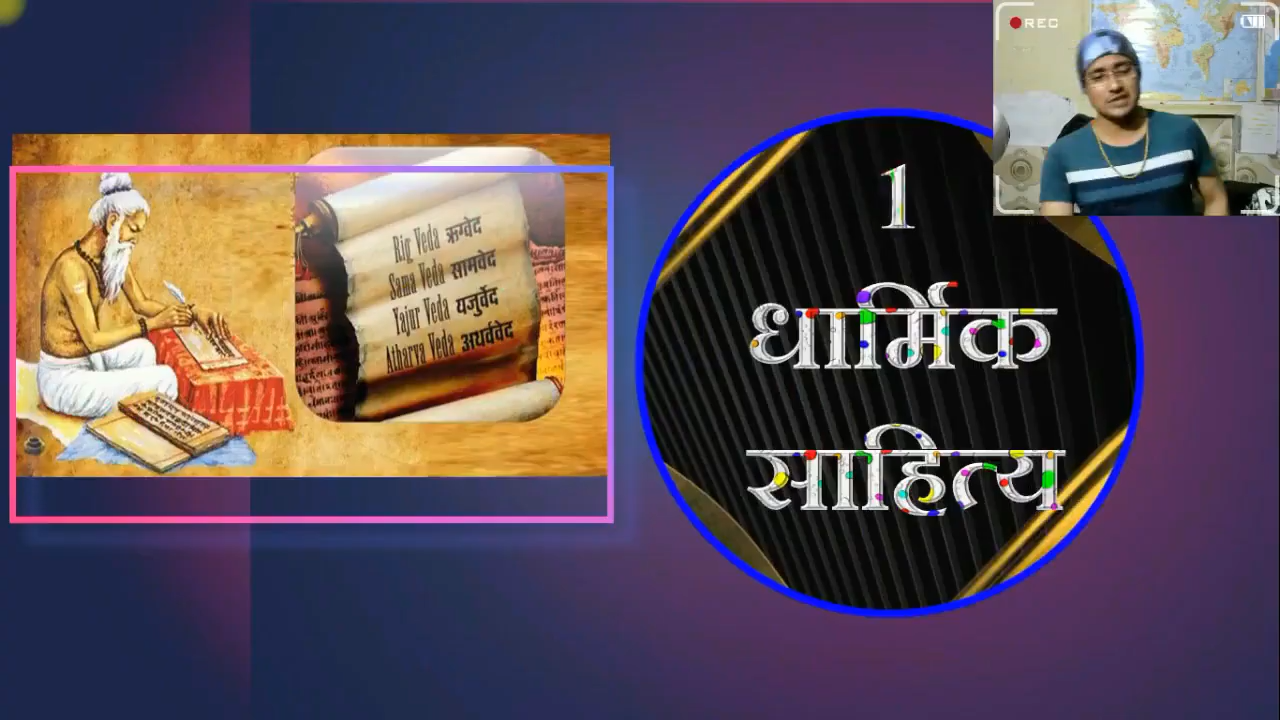 REC
Rig Veda ऋग्वेद
Sama Veda सामवेद
Yajur Veda यजुर्वेद
Atharva Veda अथर्ववेद
1
धार्मिक
साहित्य